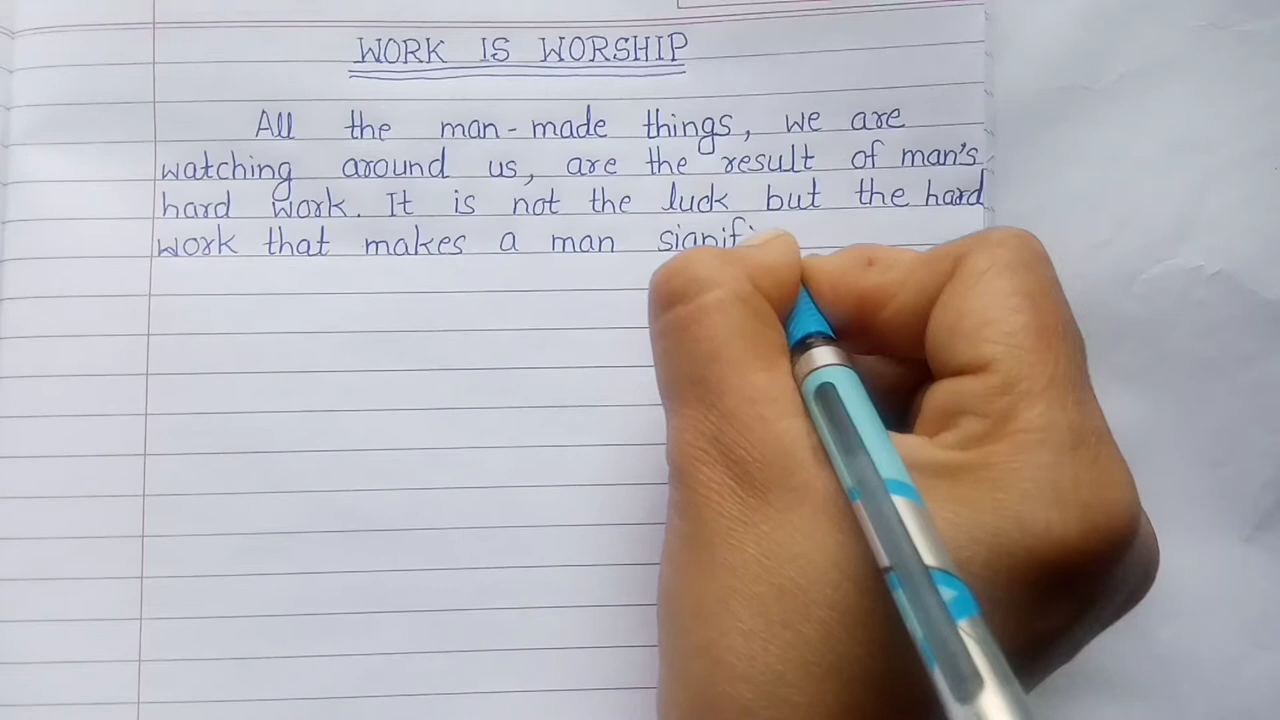 WORK IS WORSHIP
All the man-made things, we are
watching around us, are the result of man's
hard work. It is not the luck but the hard
work that makes a man